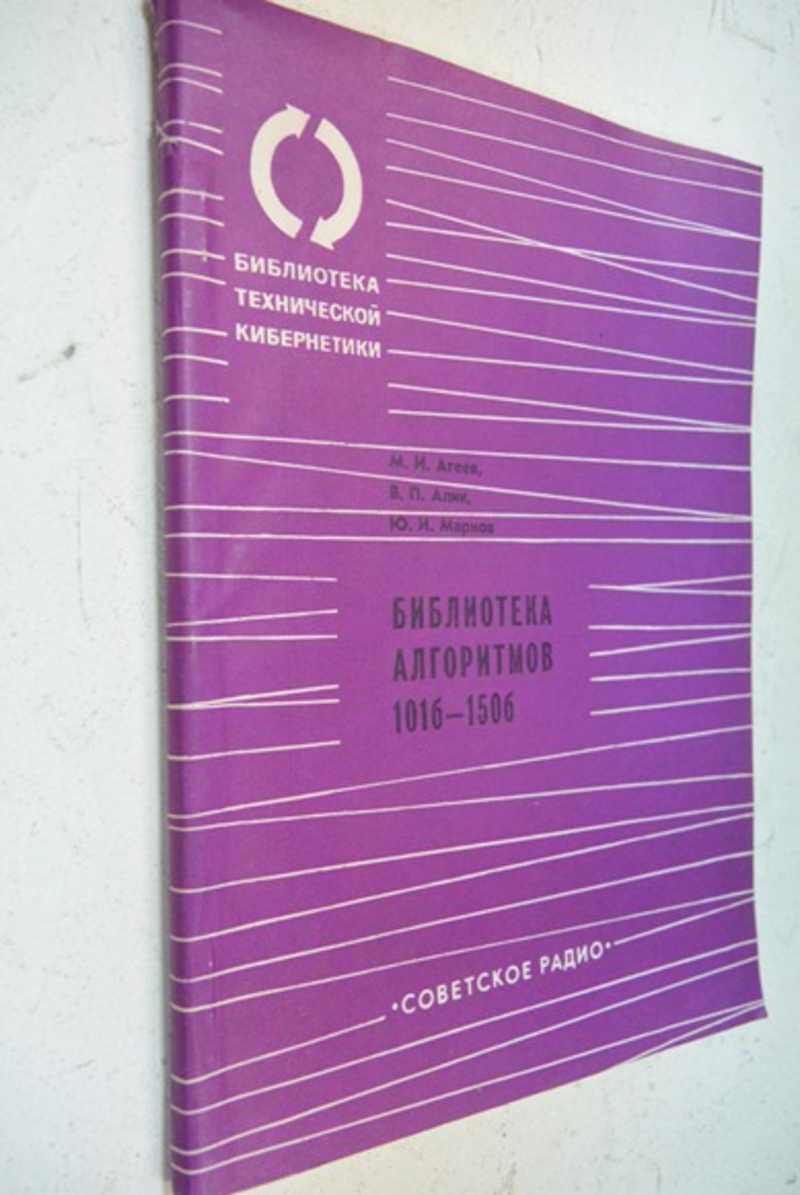 БИБЛИОТЕКА
ТЕХНИЧЕСКОЙ
КИБЕРНЕТИКИ
М. И. Агеев,
В. П. Алик,
Ю. И. Марков
БИБЛИОТЕКА
АЛГОРИТМОВ
101б–150б
•СОВЕТСКОЕ РАДИО•